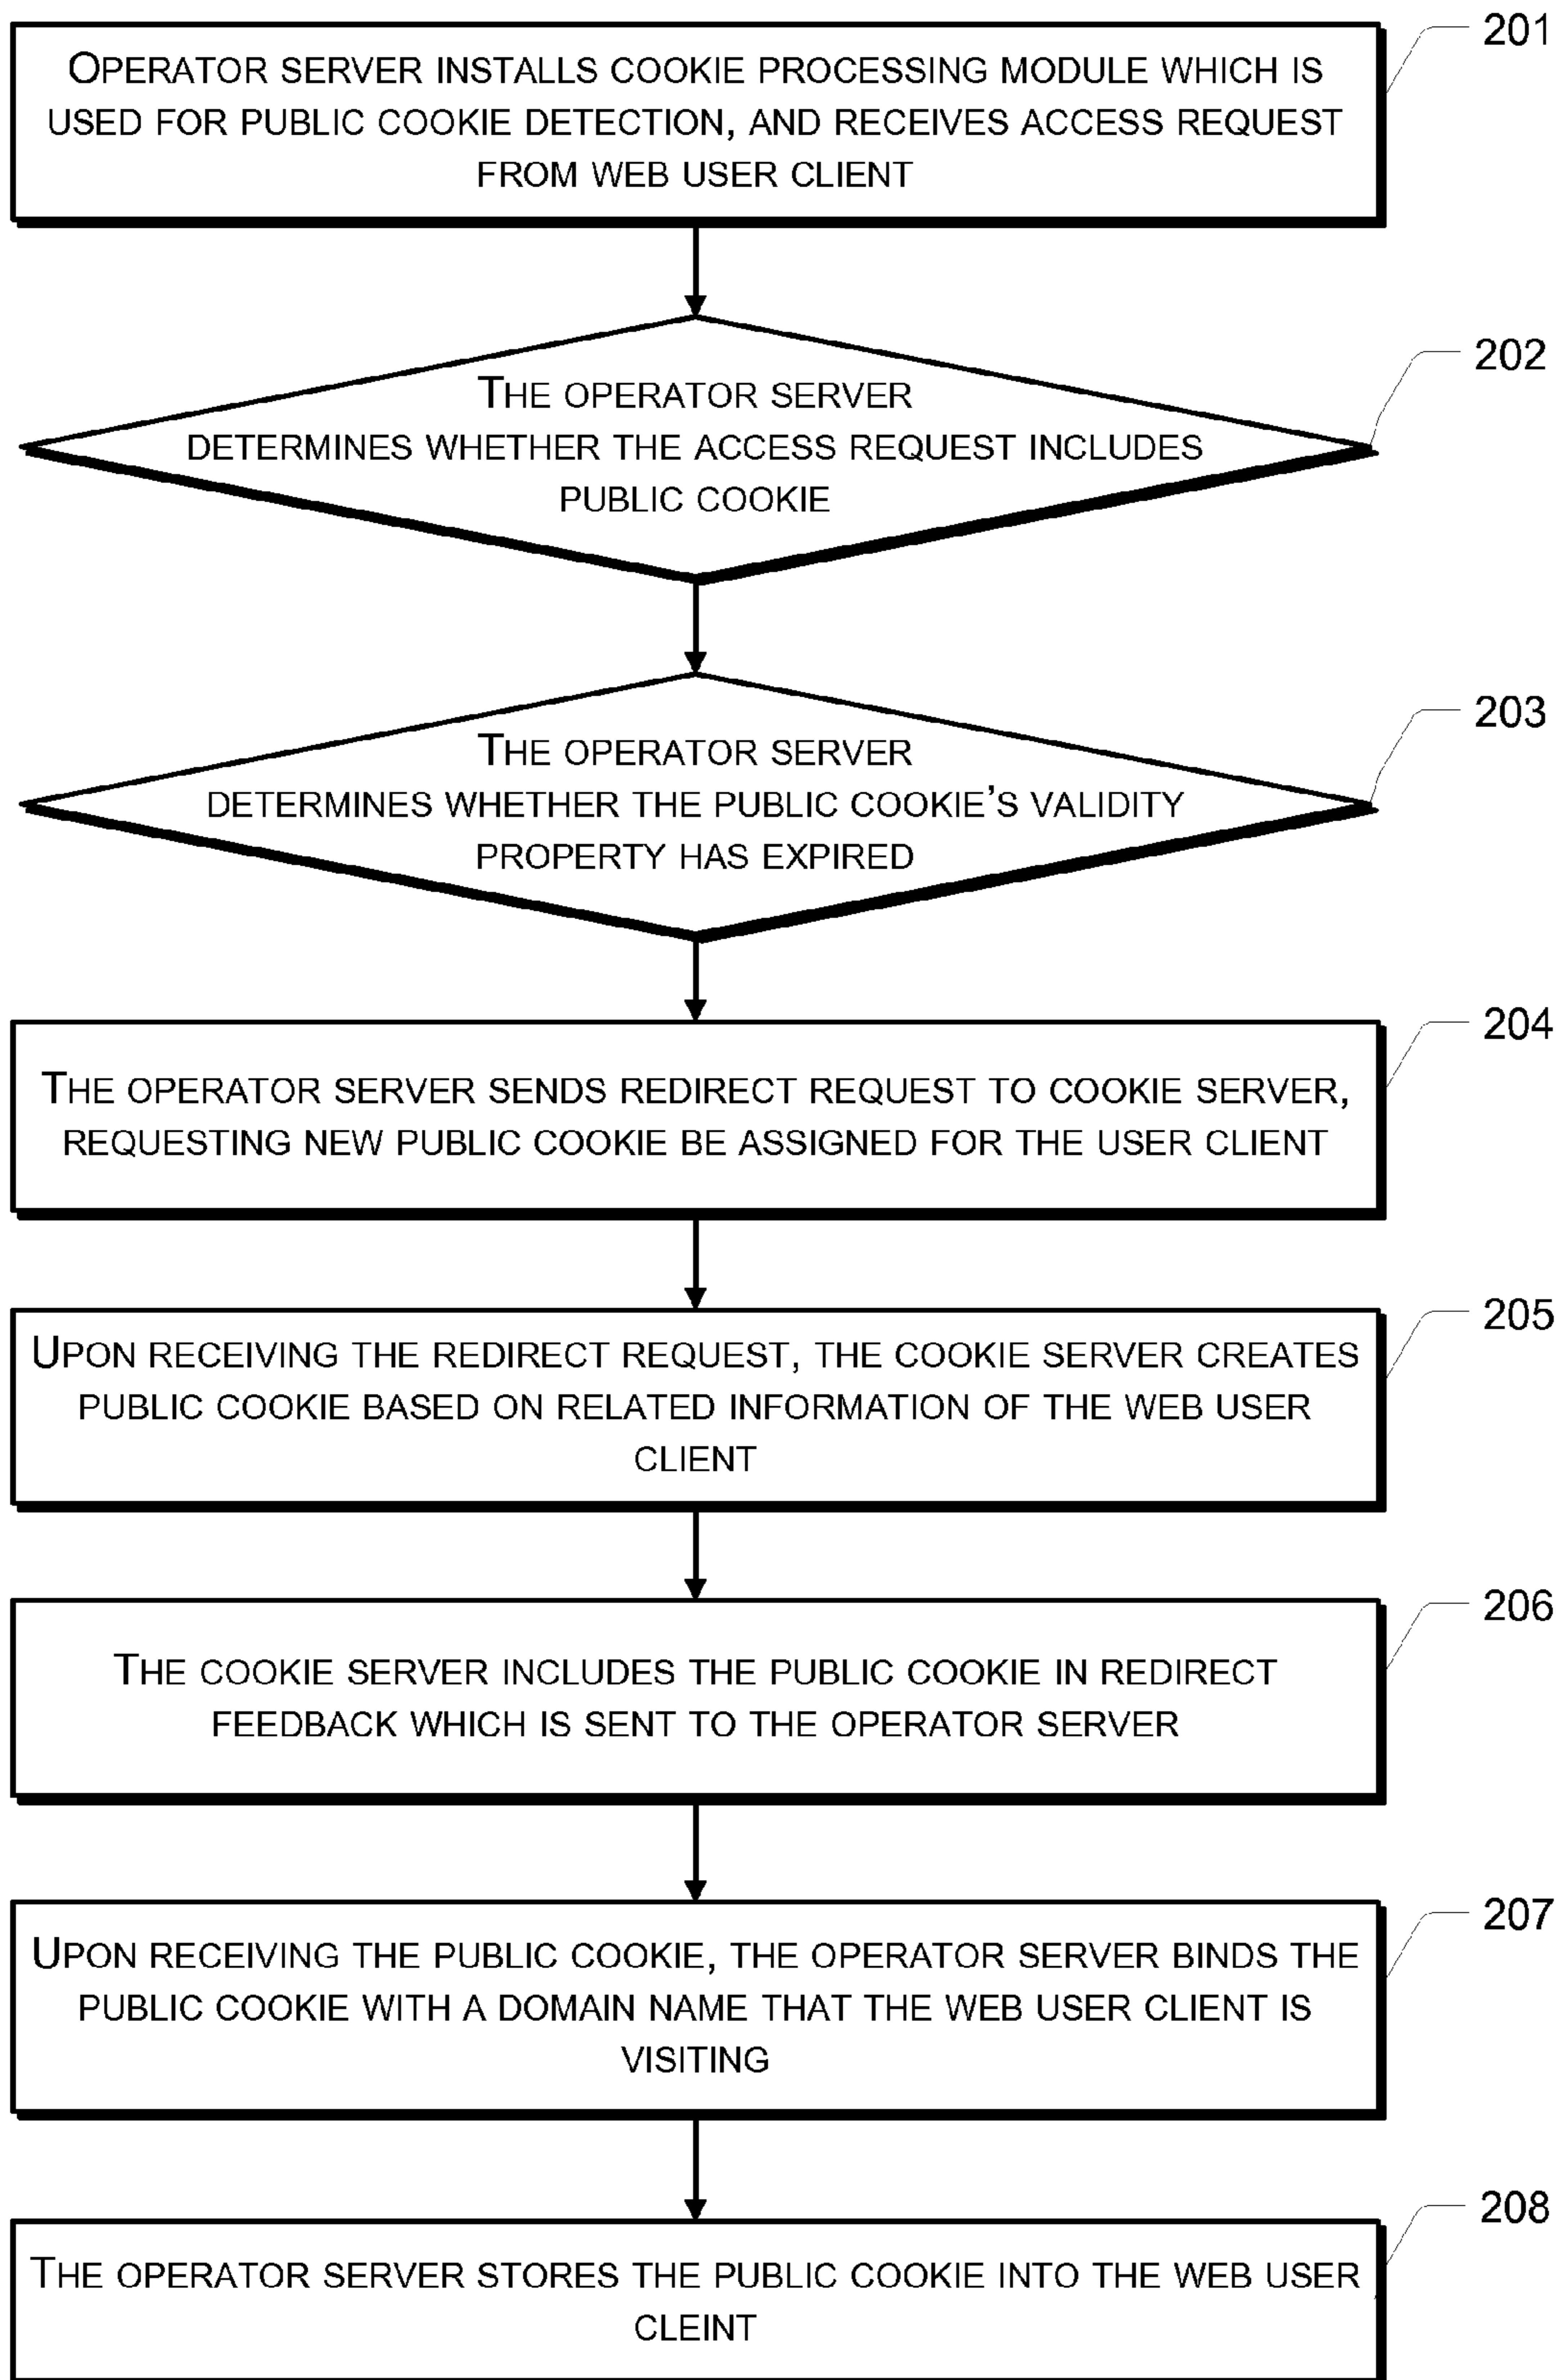 OPERATOR SERVER INSTALLS COOKIE PROCESSING MODULE WHICH IS
USED FOR PUBLIC COOKIE DETECTION, AND RECEIVES ACCESS REQUEST
FROM WEB USER CLIENT
201
THE OPERATOR SERVER
DETERMINES WHETHER THE ACCESS REQUEST INCLUDES
PUBLIC COOKIE
202
THE OPERATOR SERVER
DETERMINES WHETHER THE PUBLIC COOKIE'S VALIDITY
PROPERTY HAS EXPIRED
203
THE OPERATOR SERVER SENDS REDIRECT REQUEST TO COOKIE SERVER,
REQUESTING NEW PUBLIC COOKIE BE ASSIGNED FOR THE USER CLIENT
204
UPON RECEIVING THE REDIRECT REQUEST, THE COOKIE SERVER CREATES
PUBLIC COOKIE BASED ON RELATED INFORMATION OF THE WEB USER
CLIENT
205
THE COOKIE SERVER INCLUDES THE PUBLIC COOKIE IN REDIRECT
FEEDBACK WHICH IS SENT TO THE OPERATOR SERVER
206
UPON RECEIVING THE PUBLIC COOKIE, THE OPERATOR SERVER BINDS THE
PUBLIC COOKIE WITH A DOMAIN NAME THAT THE WEB USER CLIENT IS
VISITING
207
THE OPERATOR SERVER STORES THE PUBLIC COOKIE INTO THE WEB USER
CLEINT
208